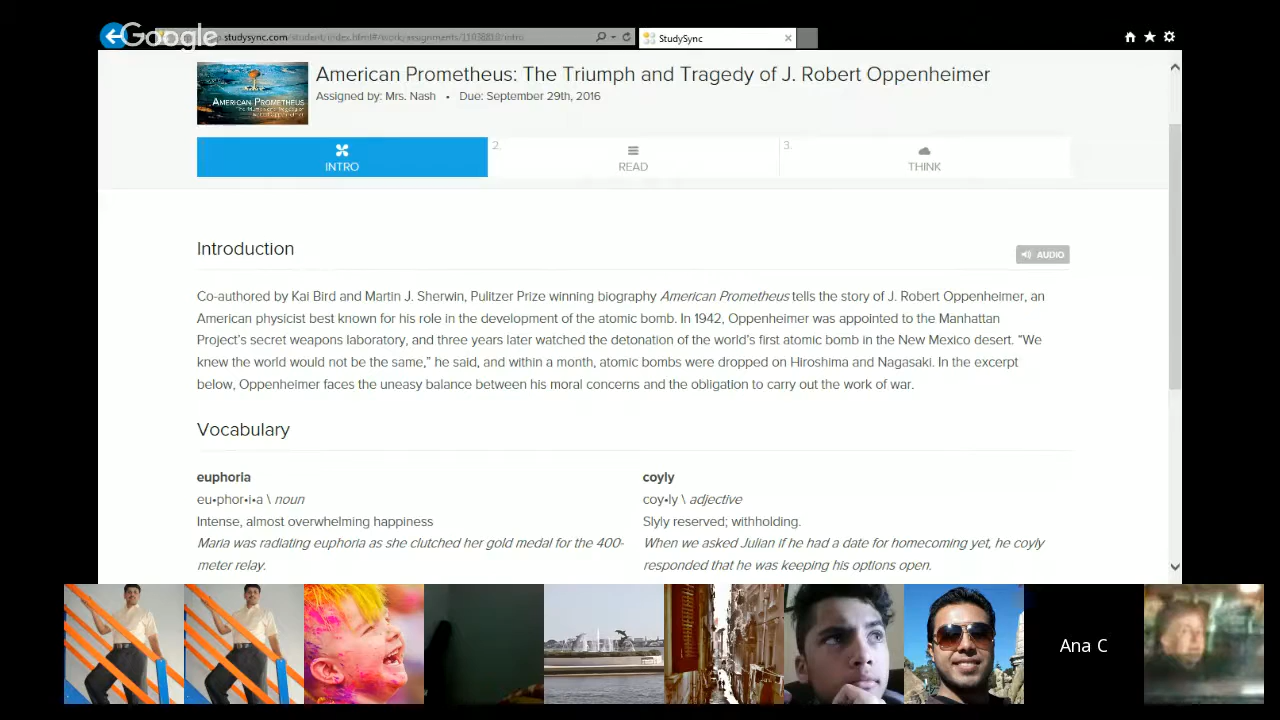 Google
studysync.com/student/index.html#/work_assignments/
StudySync
American Prometheus: The Triumph and Tragedy of J. Robert Oppenheimer
AMERICAN PROMETHEUS
Assigned by: Mrs. Nash • Due: September 29th, 2016
INTRO
2.
READ
3.
THINK
Introduction
AUDIO
Co-authored by Kai Bird and Martin J. Sherwin, Pulitzer Prize winning biography American Prometheus tells the story of J. Robert Oppenheimer, an
American physicist best known for his role in the development of the atomic bomb. In 1942, Oppenheimer was appointed to the Manhattan
Project's secret weapons laboratory, and three years later watched the detonation of the world's first atomic bomb in the New Mexico desert. "We
knew the world would not be the same," he said, and within a month, atomic bombs were dropped on Hiroshima and Nagasaki. In the excerpt
below, Oppenheimer faces the uneasy balance between his moral concerns and the obligation to carry out the work of war.
Vocabulary
euphoria
eu•phor•i•a \ noun
Intense, almost overwhelming happiness
Maria was radiating euphoria as she clutched her gold medal for the 400-
meter relay.
coyly
coy•ly \ adjective
Slyly reserved; withholding.
When we asked Julian if he had a date for homecoming yet, he coyly
responded that he was keeping his options open.
Ana C